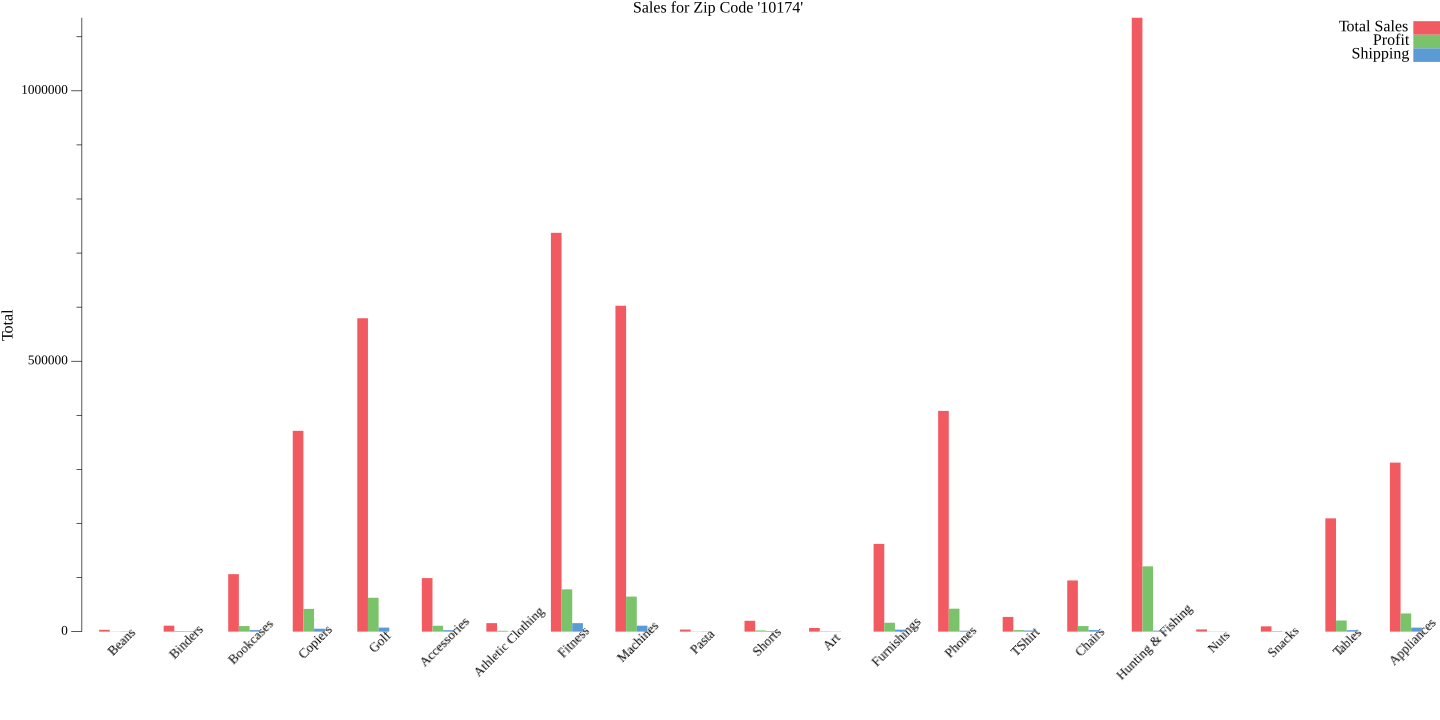 Sales for Zip Code '10174'
Total Sales
Profit
Shipping
1000000
500000
0
Total
Beans
Binders
Bookcases
Copiers
Golf
Accessories
Athletic Clothing
Fitness
Machines
Pasta
Shorts
Art
Furnishings
Phones
TShirt
Chairs
Hunting & Fishing
Nuts
Snacks
Tables
Appliances